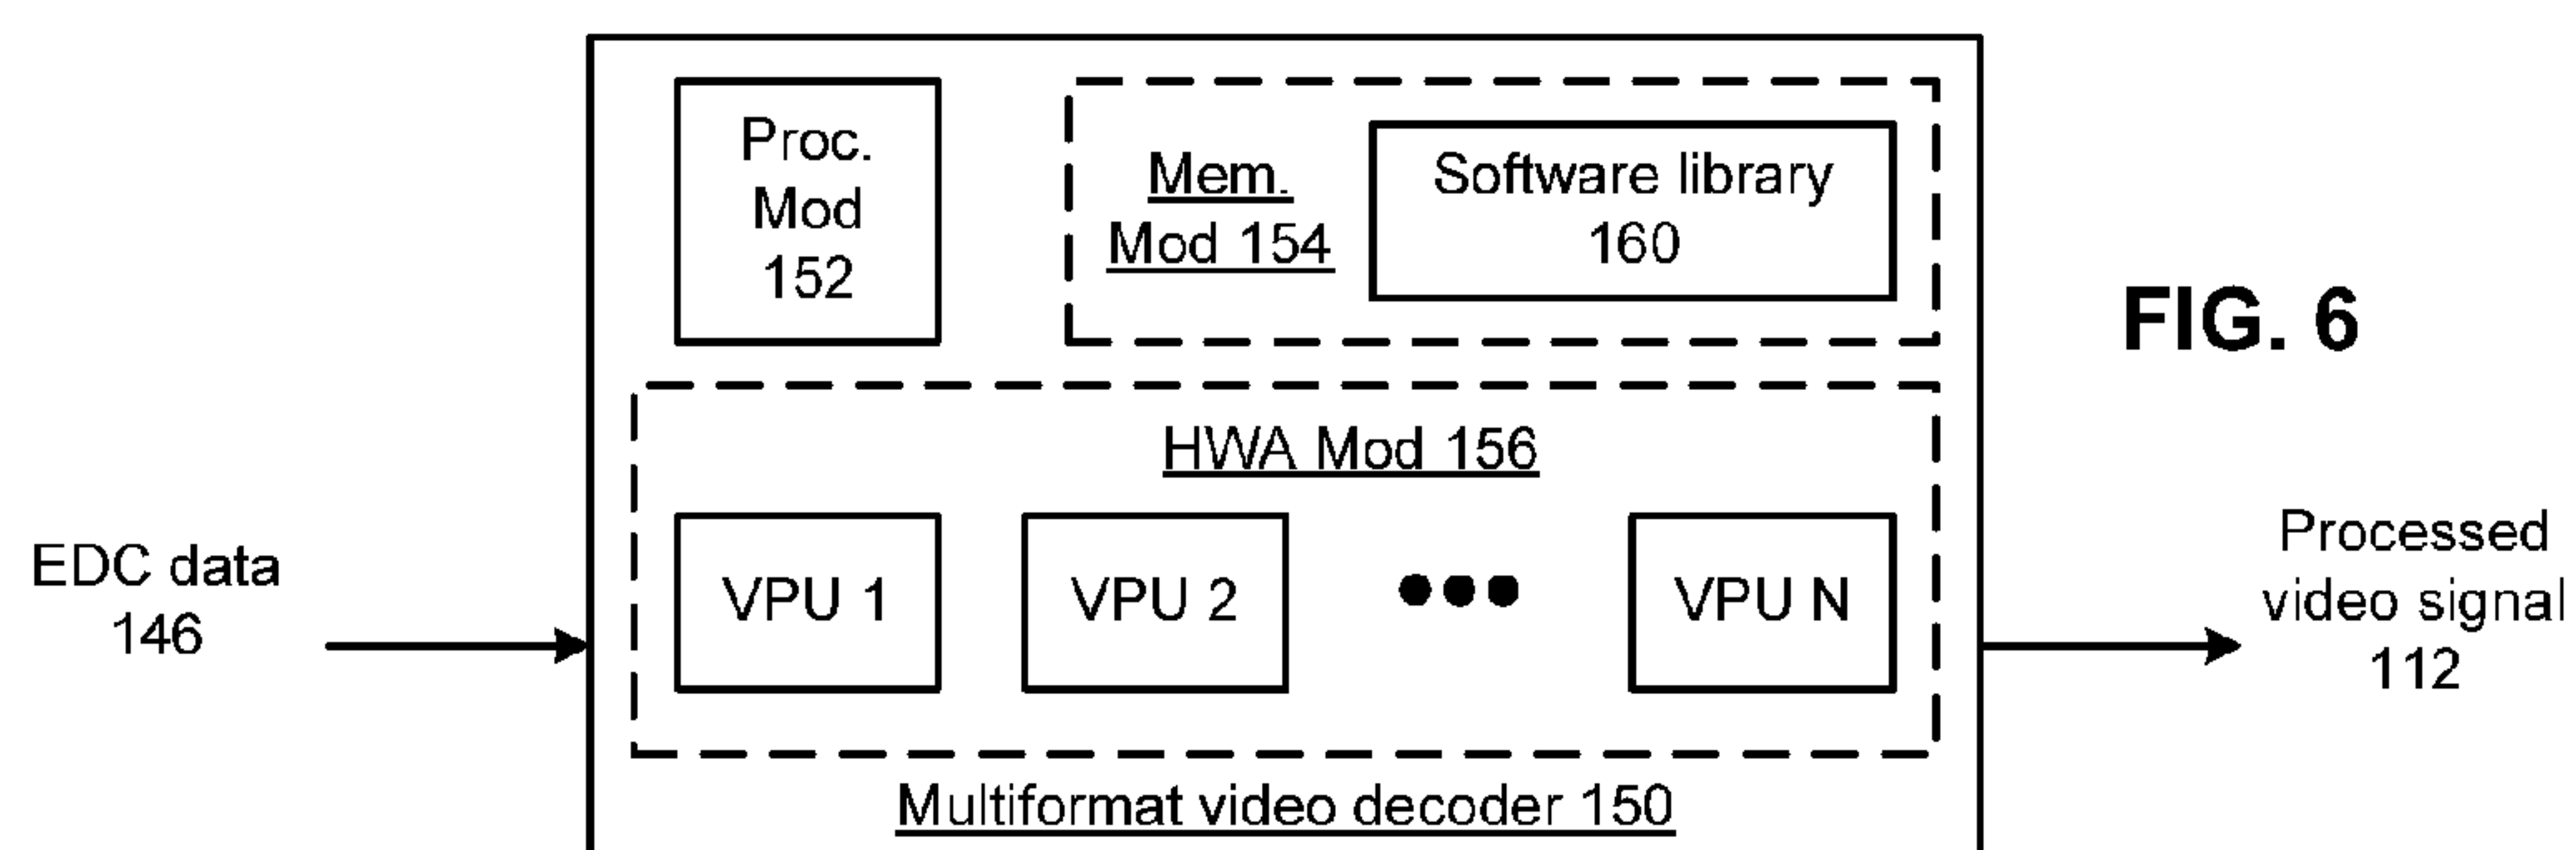 Proc.
Mod
152
Mem.
Mod 154
Software library
160
FIG. 6
HWA Mod 156
EDC data
146
VPU 1
VPU 2
VPU N
Processed
video signal
112
Multiformat video decoder 150